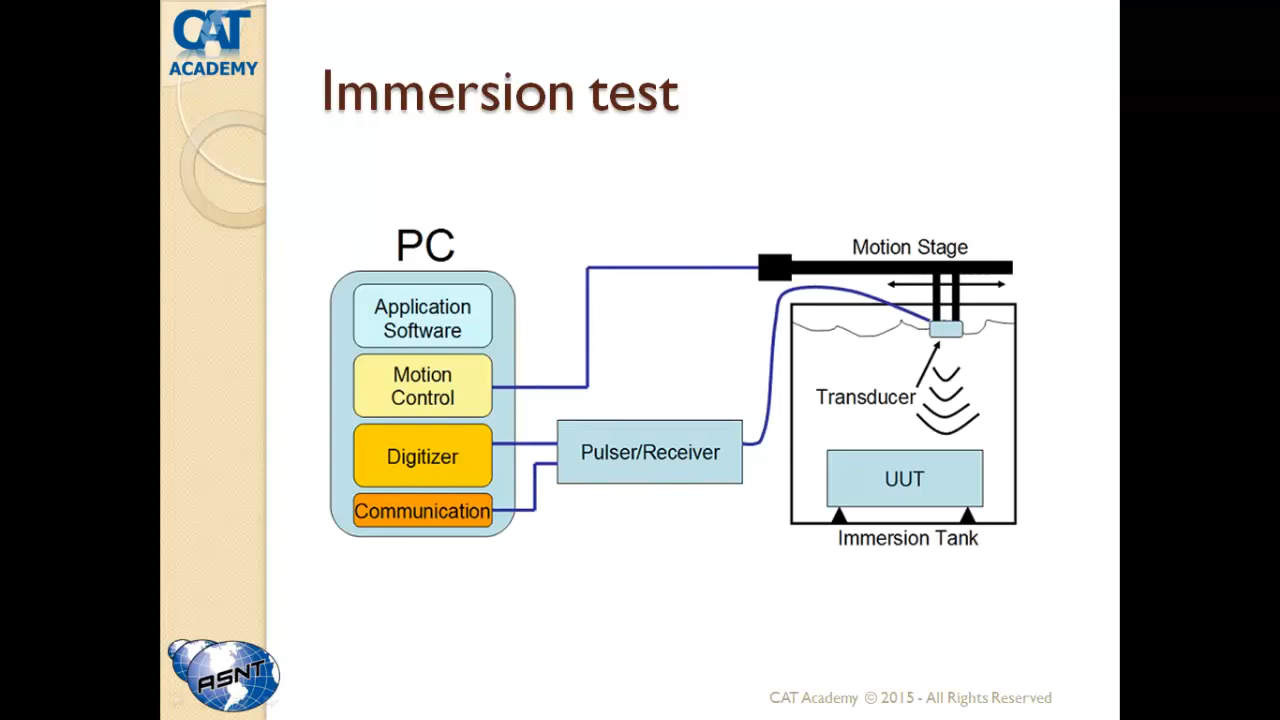 CAT
ACADEMY
Immersion test
PC
Application
Software
Motion
Control
Digitizer
Communication
Pulser/Receiver
Motion Stage
Transducer
UUT
Immersion Tank
ASNT
CAT Academy © 2015 - All Rights Reserved